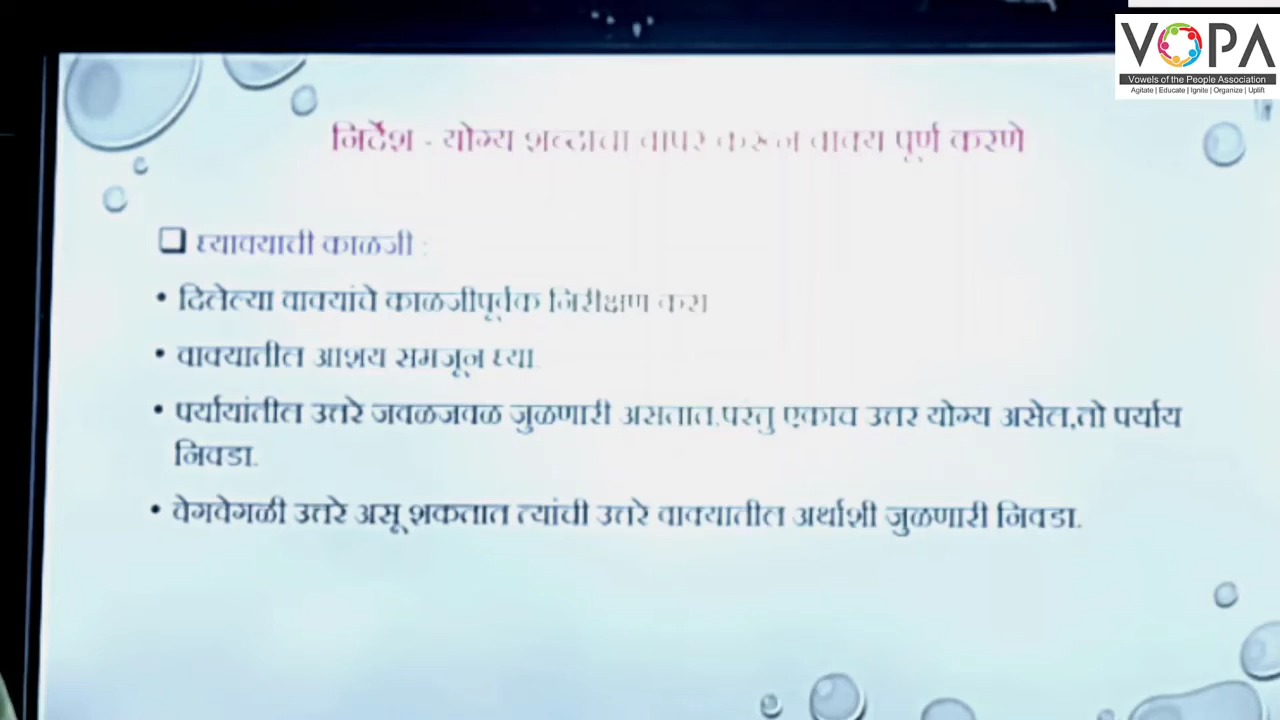 VOPA
Vowels of the People Association
Agitate | Educate | Ignite | Organize | Uplift
निर्देश - योग्य शब्दाचा वापर करून वाक्य पूर्ण करणे
❑ घ्यावयाची काळजी :
• दिलेल्या वाक्यांचे काळजीपूर्वक निरीक्षण करा
• वाक्यातील आशय समजून घ्या.
• पर्यायांतील उत्तरे जवळजवळ जुळणारी असतात.परंतु एकाच उत्तर योग्य असेल,तो पर्याय
निवडा.
• वेगवेगळी उत्तरे असू शकतात त्यांची उत्तरे वाक्यातील अर्थाशी जुळणारी निवडा.